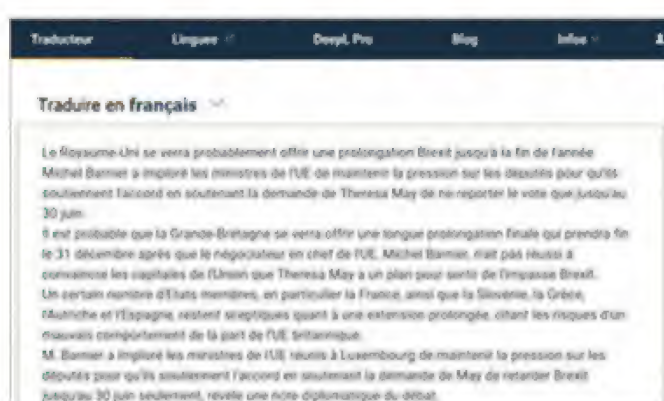 Traducteur Linguee DeepL Pro Blog Infos
Traduire en français
Le Royaume-Uni se verra probablement offrir une prolongation Brexit jusqu'à la fin de l'année
Michel Barnier a imploré les ministres de l'UE de maintenir la pression sur les députés pour qu'ils
soutiennent l'accord en soutenant la demande de Theresa May de ne reporter le vote que jusqu'au
30 juin.
Il est probable que la Grande-Bretagne se verra offrir une longue prolongation finale qui prendra fin
le 31 décembre après que le négociateur en chef de l'UE, Michel Barnier, n'ait pas réussi à
convaincre les capitales de l'Union que Theresa May a un plan pour sortir de l'impasse Brexit.
Un certain nombre d'États membres, en particulier la France, ainsi que la Slovénie, la Grèce,
l'Autriche et l'Espagne, restent sceptiques quant à une extension prolongée, citant les risques d'un
mauvais comportement de la part de l'UE britannique.
M. Barnier a imploré les ministres de l'UE réunis à Luxembourg de maintenir la pression sur les
députés pour qu'ils soutiennent l'accord en soutenant la demande de May de retarder Brexit
jusqu'au 30 juin seulement, révèle une note diplomatique du débat.